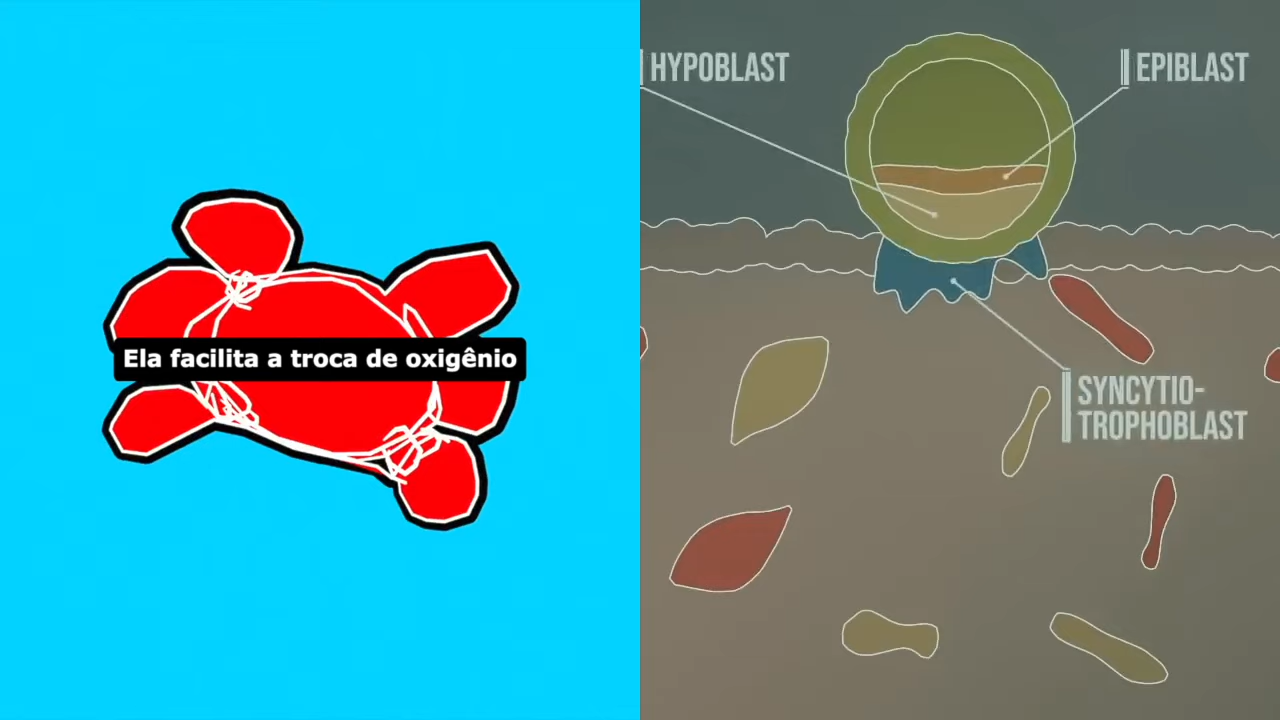 Ela facilita a troca de oxigênio
HYPOBLAST
EPIBLAST
SYNCYTIO-
TROPHOBLAST